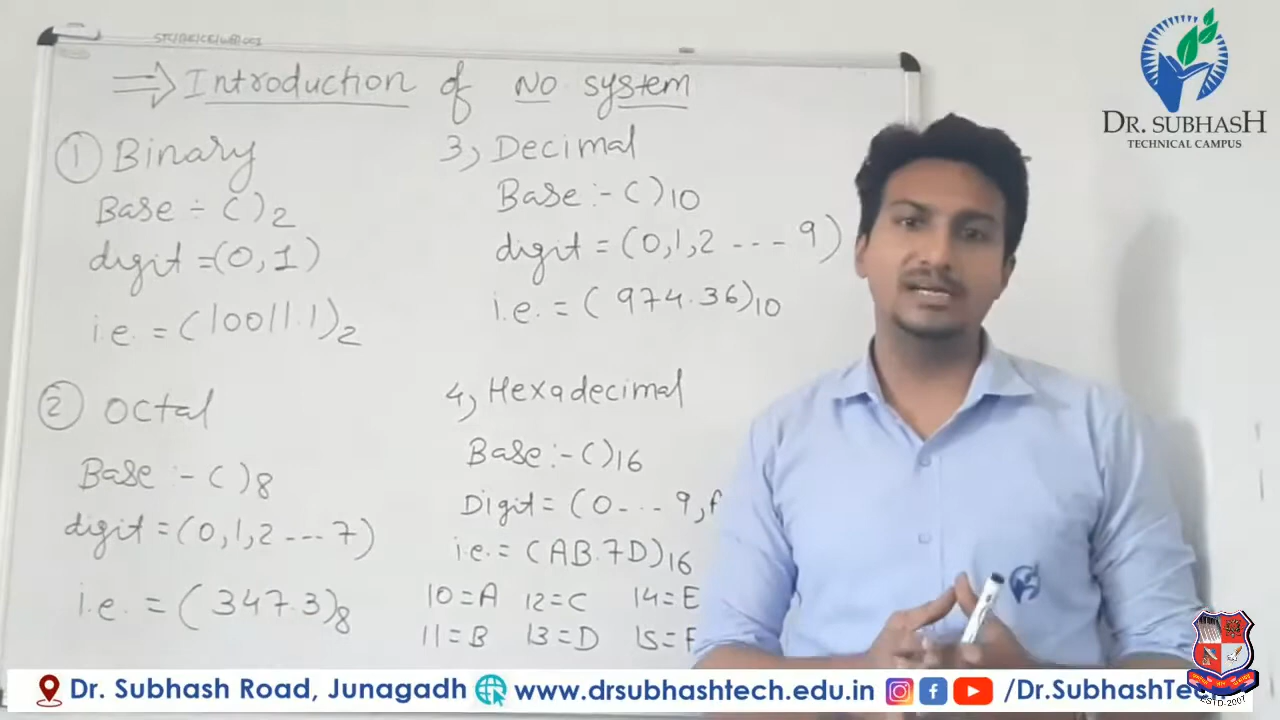 ⇒ Introduction of No system
① Binary
Base ÷ ( )2
digit = (0, 1)
i.e. = (10011.1)2
② Octal
Base :- ( )8
digit = (0, 1, 2 --- 7)
i.e. = (347.3)8
3, Decimal
Base :- ( )10
digit = (0, 1, 2 --- 9)
i.e. = (974.36)10
4, Hexadecimal
Base :- ( )16
Digit = (0 --- 9,
i.e. = (AB.7D)16
10=A 12=C 14=E
11=B 13=D 15=F
DR. SUBHASH
TECHNICAL CAMPUS
Dr. Subhash Road, Junagadh www.drsubhashtech.edu.in /Dr.SubhashTe
ESTD-2007